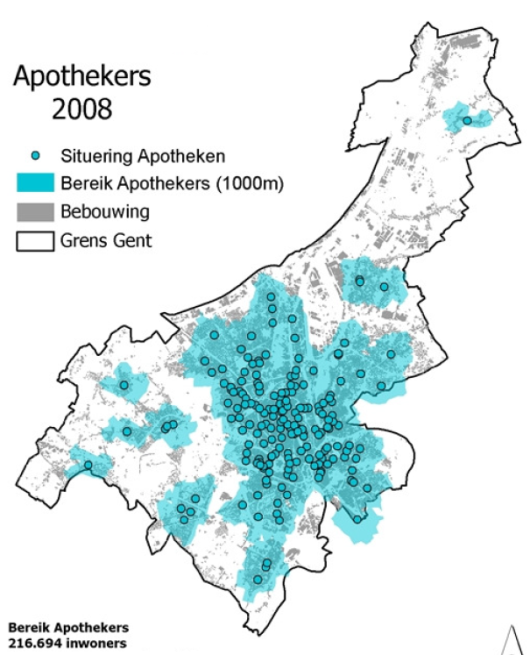 Apothekers
2008
Situering Apotheken
Bereik Apothekers (1000m)
Bebouwing
Grens Gent
Bereik Apothekers
216.694 inwoners